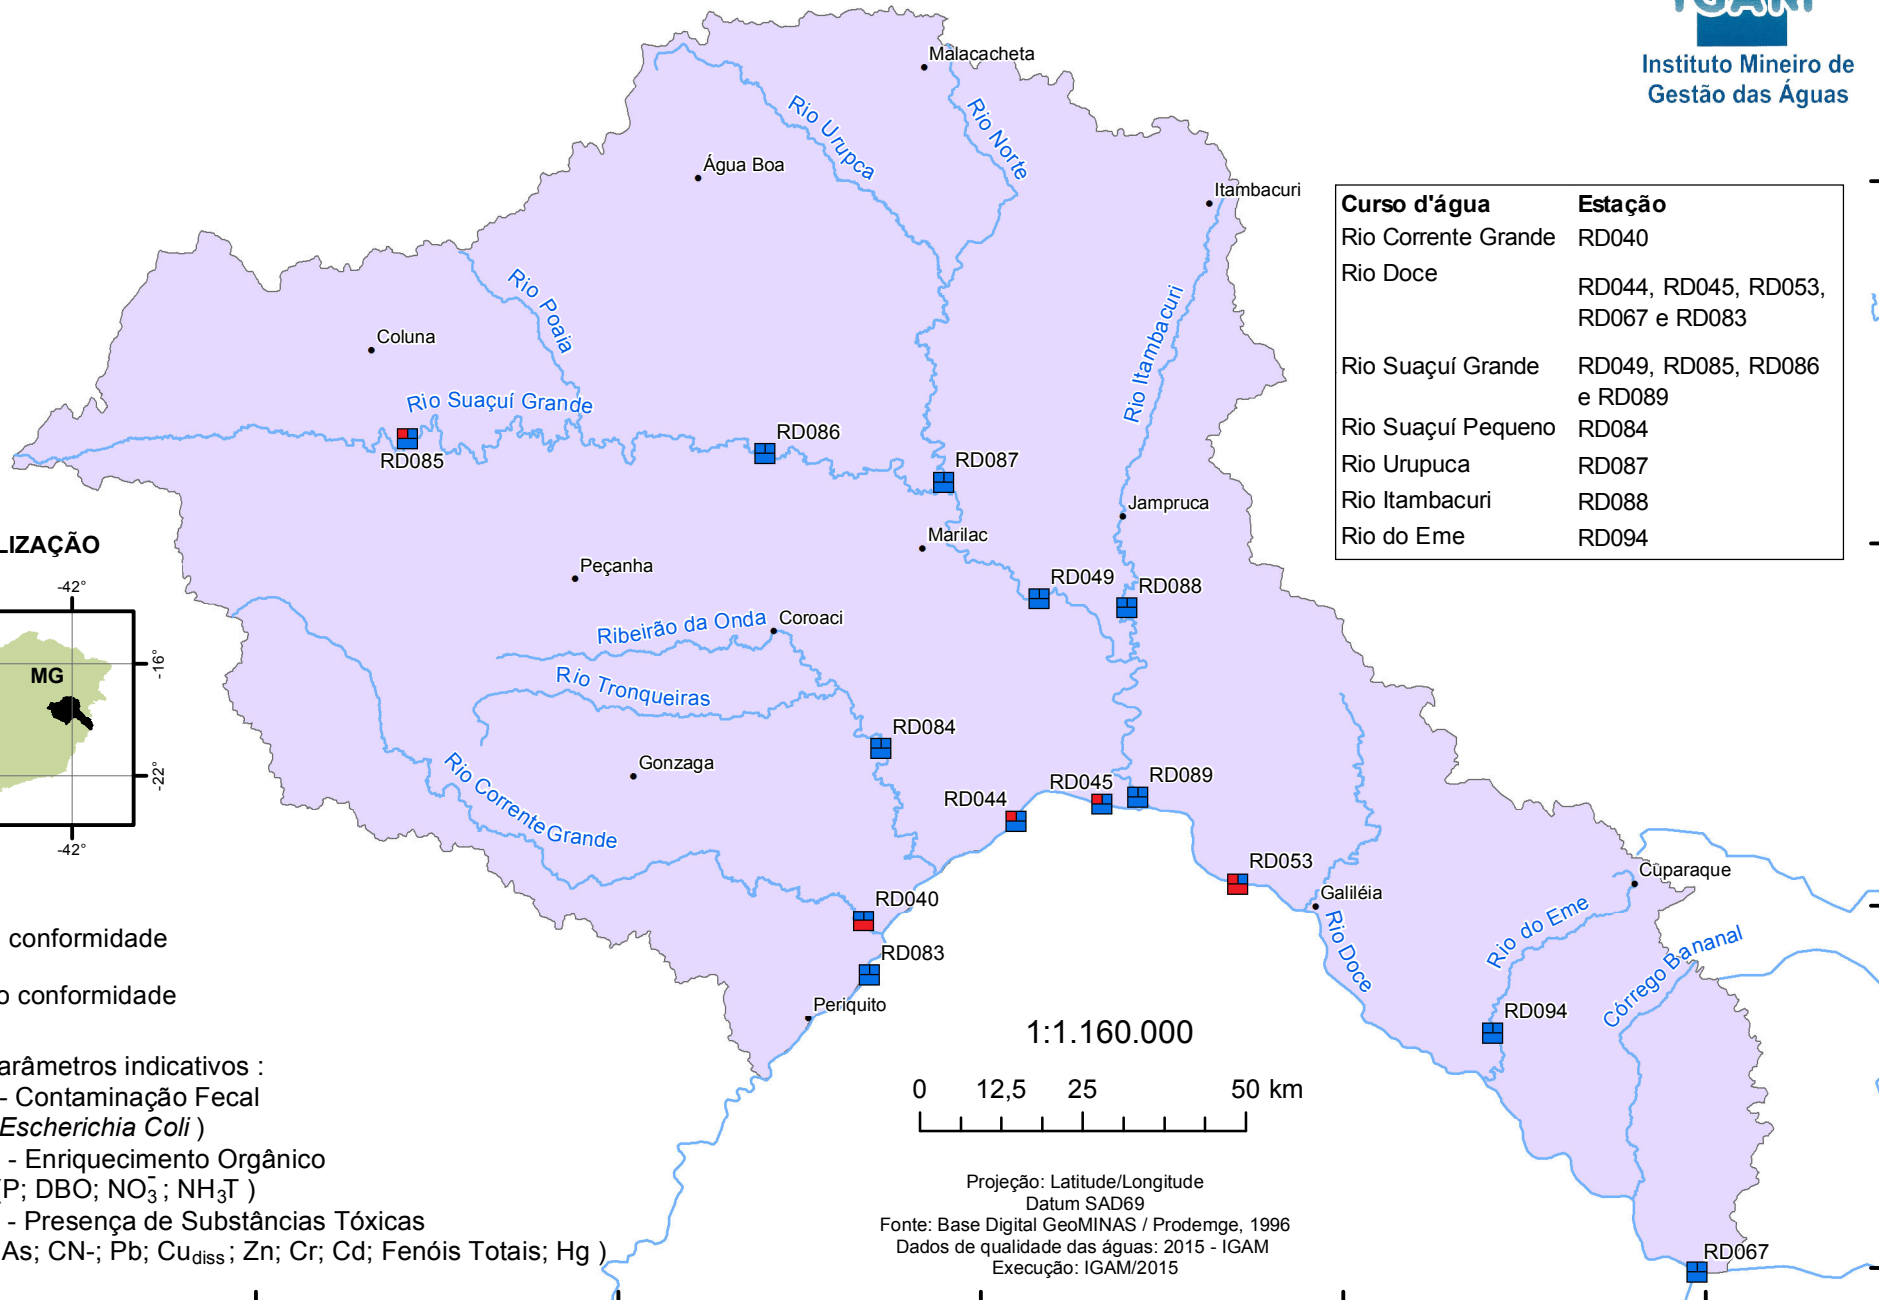 Instituto Mineiro de
Gestão das Águas
Malacacheta
Rio Urupca
Rio Norte
Água Boa
Itambacuri
Curso d'água Estação
Rio Corrente Grande RD040
Rio Doce RD044, RD045, RD053,
RD067 e RD083
Rio Suaçuí Grande RD049, RD085, RD086
e RD089
Rio Suaçuí Pequeno RD084
Rio Urupuca RD087
Rio Itambacuri RD088
Rio do Eme RD094
Rio Poaia
Rio Itambacuri
Coluna
Rio Suaçuí Grande
RD085
RD086
RD087
Jampruca
Marilac
LIZAÇÃO
-42°
-16°
MG
-22°
-42°
Peçanha
RD049
RD088
Ribeirão da Onda
Coroaci
Rio Tronqueiras
RD084
Gonzaga
Rio Corrente Grande
RD044
RD045
RD089
RD053
Galiléia
Cuparaque
Rio Doce
Rio do Eme
Córrego Bananal
RD040
RD083
Periquito
RD094
RD067
conformidade
o conformidade
arâmetros indicativos :
- Contaminação Fecal
Escherichia Coli )
- Enriquecimento Orgânico
(P; DBO; NO₃⁻; NH₃T )
- Presença de Substâncias Tóxicas
As; CN-; Pb; Cudiss; Zn; Cr; Cd; Fenóis Totais; Hg )
1:1.160.000
0 12,5 25 50 km
Projeção: Latitude/Longitude
Datum SAD69
Fonte: Base Digital GeoMINAS / Prodemge, 1996
Dados de qualidade das águas: 2015 - IGAM
Execução: IGAM/2015